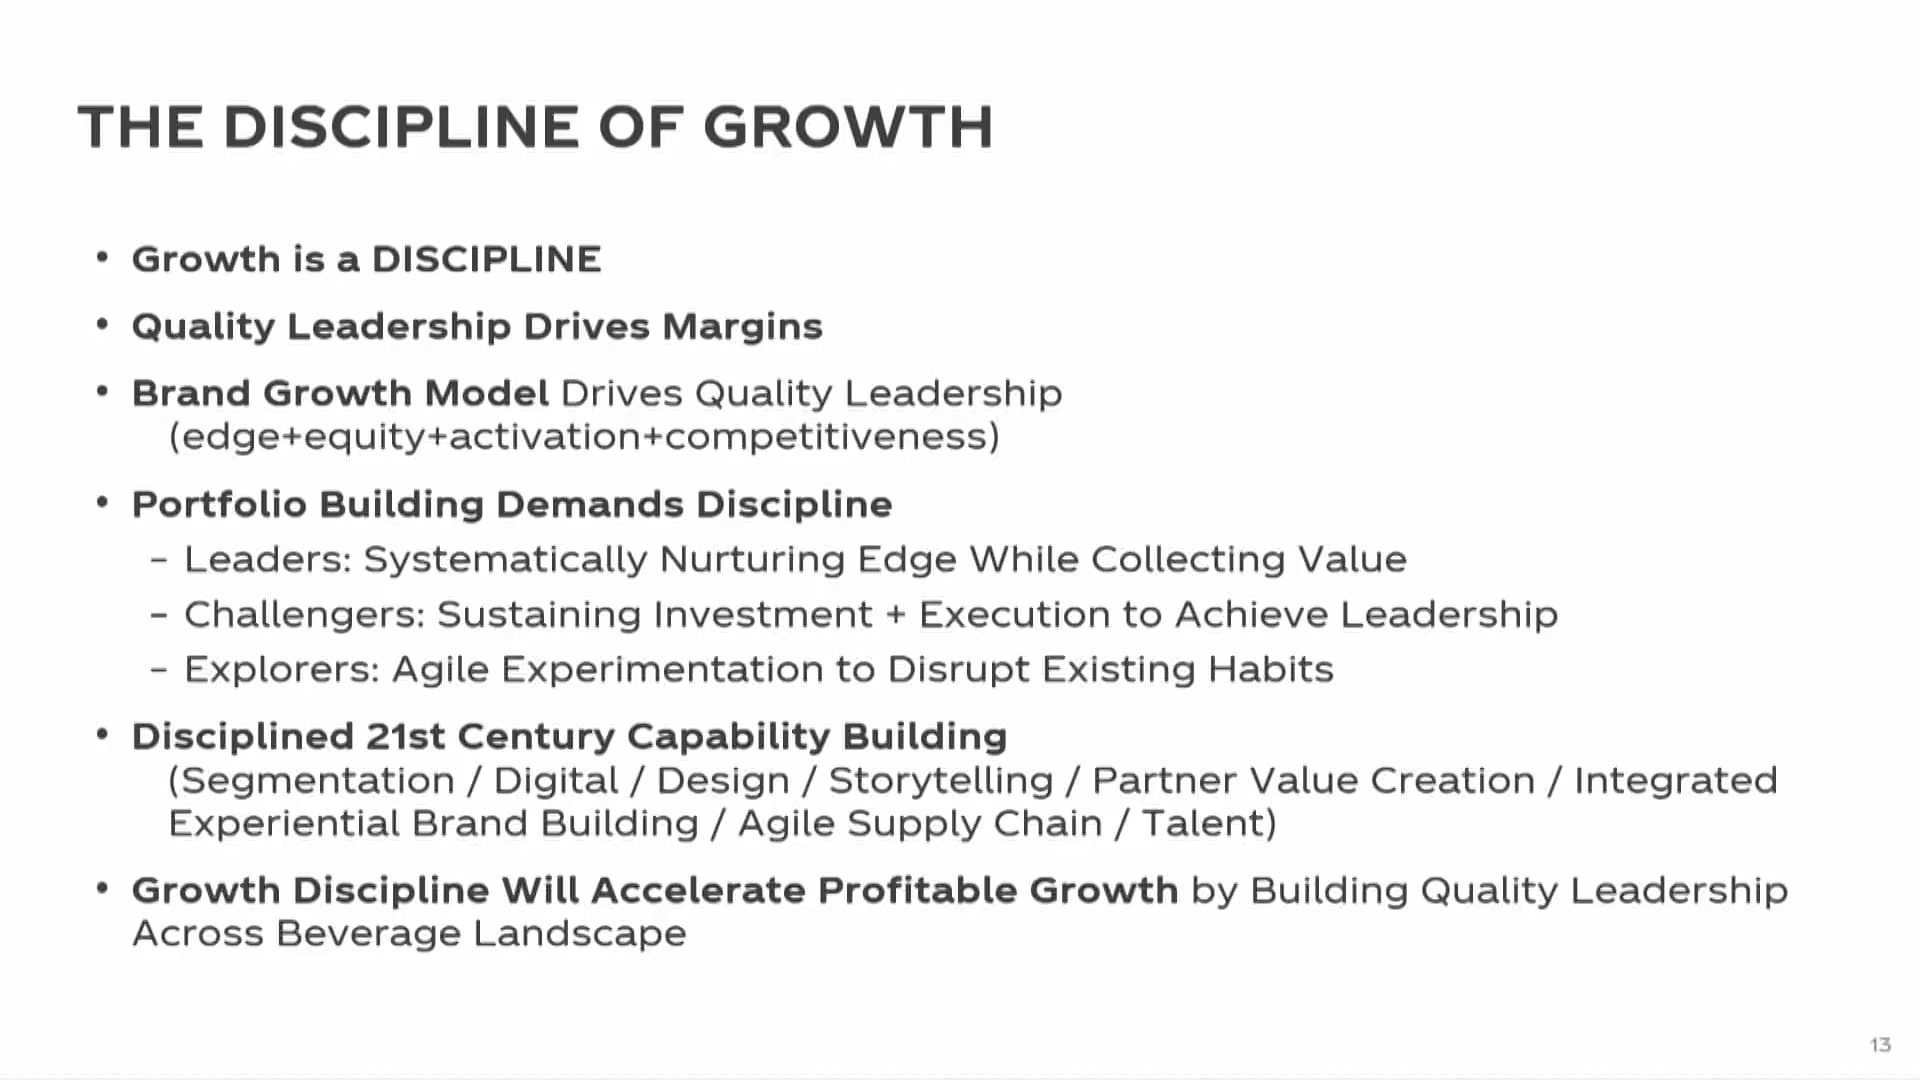 THE DISCIPLINE OF GROWTH
• Growth is a DISCIPLINE
• Quality Leadership Drives Margins
• Brand Growth Model Drives Quality Leadership
(edge+equity+activation+competitiveness)
• Portfolio Building Demands Discipline
– Leaders: Systematically Nurturing Edge While Collecting Value
– Challengers: Sustaining Investment + Execution to Achieve Leadership
– Explorers: Agile Experimentation to Disrupt Existing Habits
• Disciplined 21st Century Capability Building
(Segmentation / Digital / Design / Storytelling / Partner Value Creation / Integrated
Experiential Brand Building / Agile Supply Chain / Talent)
• Growth Discipline Will Accelerate Profitable Growth by Building Quality Leadership
Across Beverage Landscape
13